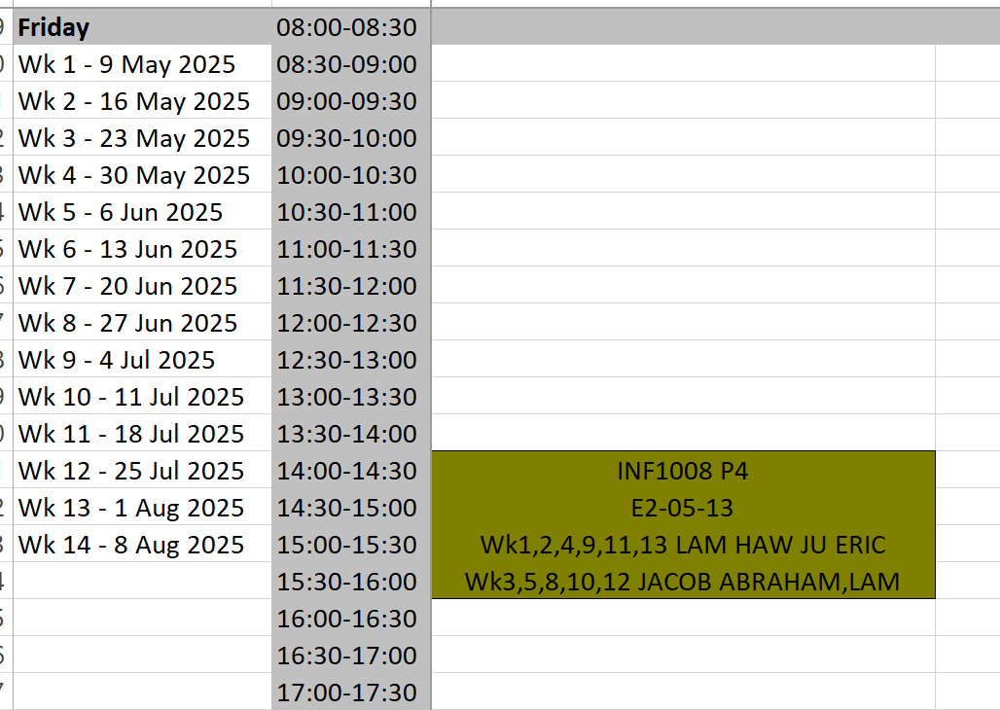 Friday 08:00-08:30
Wk 1 - 9 May 2025 08:30-09:00
Wk 2 - 16 May 2025 09:00-09:30
Wk 3 - 23 May 2025 09:30-10:00
Wk 4 - 30 May 2025 10:00-10:30
Wk 5 - 6 Jun 2025 10:30-11:00
Wk 6 - 13 Jun 2025 11:00-11:30
Wk 7 - 20 Jun 2025 11:30-12:00
Wk 8 - 27 Jun 2025 12:00-12:30
Wk 9 - 4 Jul 2025 12:30-13:00
Wk 10 - 11 Jul 2025 13:00-13:30
Wk 11 - 18 Jul 2025 13:30-14:00
Wk 12 - 25 Jul 2025 14:00-14:30 INF1008 P4
Wk 13 - 1 Aug 2025 14:30-15:00 E2-05-13
Wk 14 - 8 Aug 2025 15:00-15:30 Wk1,2,4,9,11,13 LAM HAW JU ERIC
15:30-16:00 Wk3,5,8,10,12 JACOB ABRAHAM,LAM
16:00-16:30
16:30-17:00
17:00-17:30